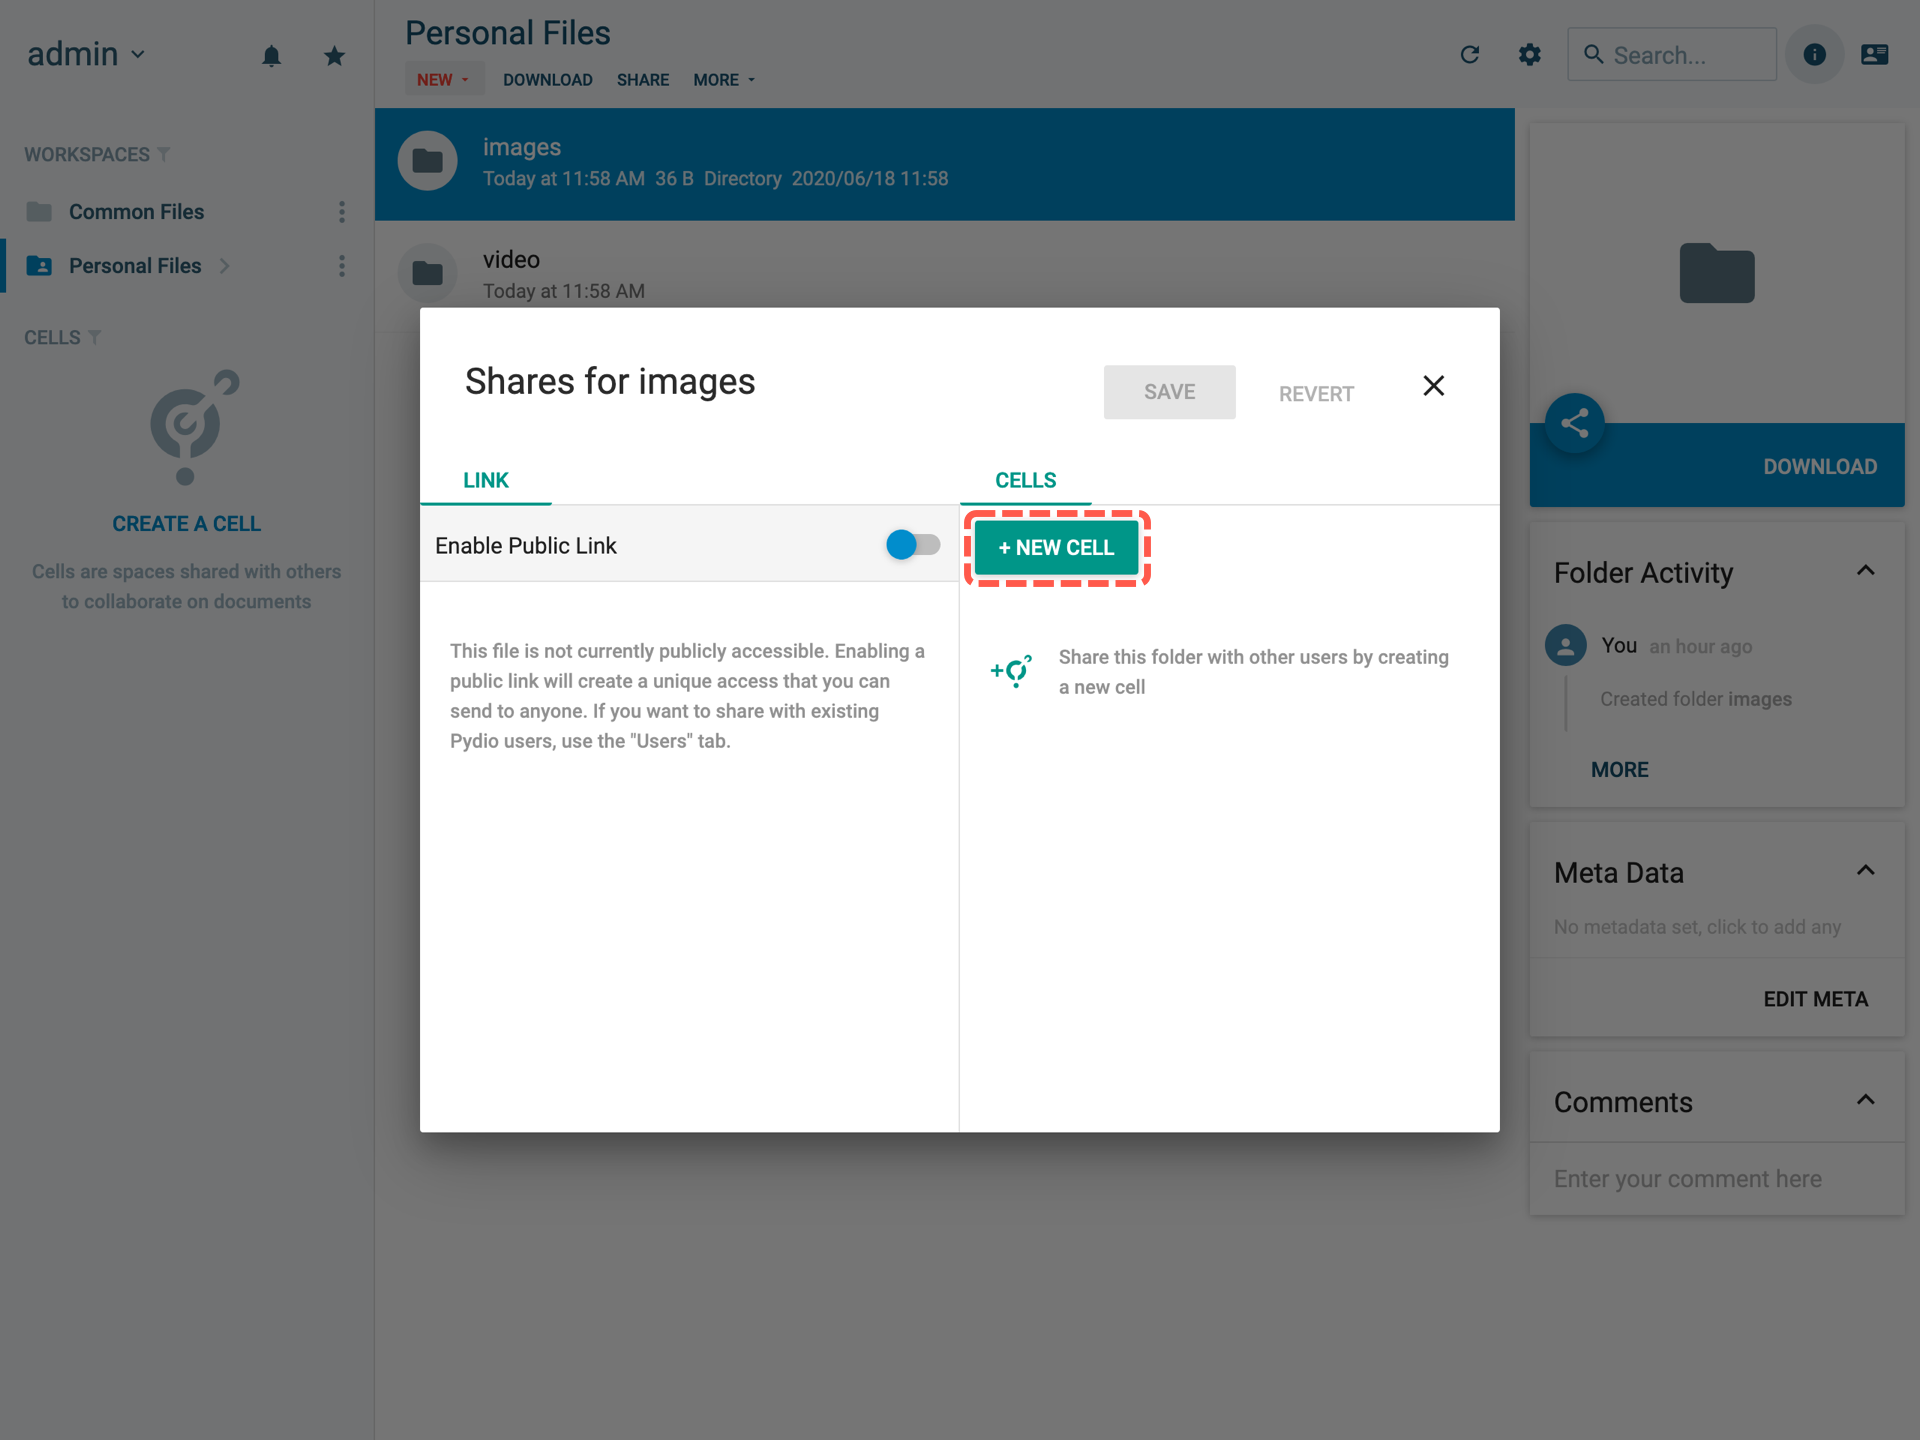 admin
Personal Files
NEW
DOWNLOAD
SHARE
MORE
Search...
WORKSPACES
Common Files
Personal Files
CELLS
CREATE A CELL
Cells are spaces shared with others
to collaborate on documents
images
Today at 11:58 AM 36 B Directory 2020/06/18 11:58
video
Today at 11:58 AM
Shares for images
SAVE
REVERT
LINK
CELLS
Enable Public Link
+ NEW CELL
This file is not currently publicly accessible. Enabling a
public link will create a unique access that you can
send to anyone. If you want to share with existing
Pydio users, use the "Users" tab.
Share this folder with other users by creating
a new cell
DOWNLOAD
Folder Activity
You an hour ago
Created folder images
MORE
Meta Data
No metadata set, click to add any
EDIT META
Comments
Enter your comment here